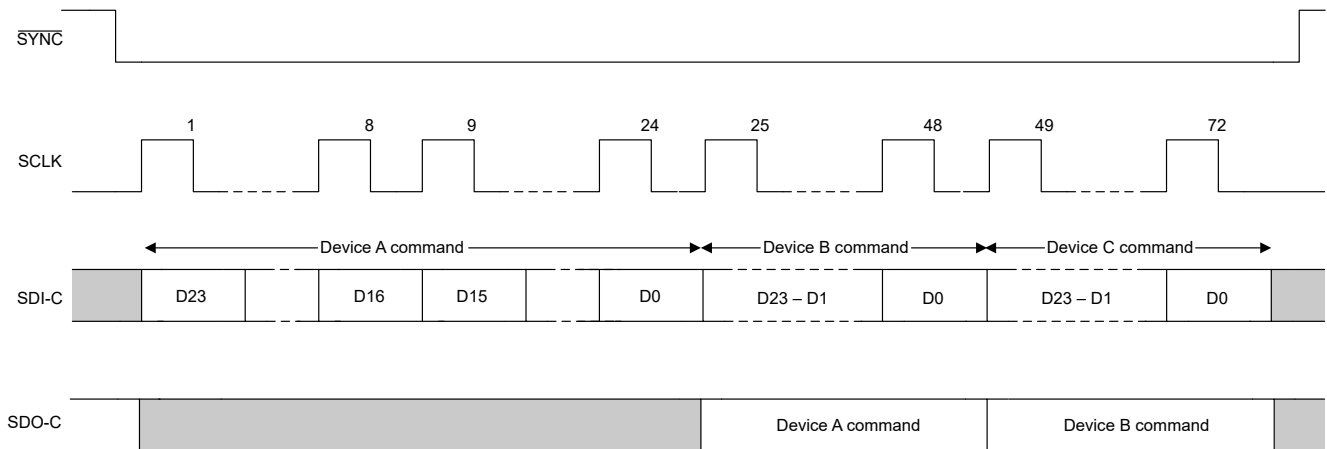 SYNC
1 8 9 24 25 48 49 72
SCLK
Device A command Device B command Device C command
SDI-C D23 D16 D15 D0 D23 – D1 D0 D23 – D1 D0
SDO-C Device A command Device B command